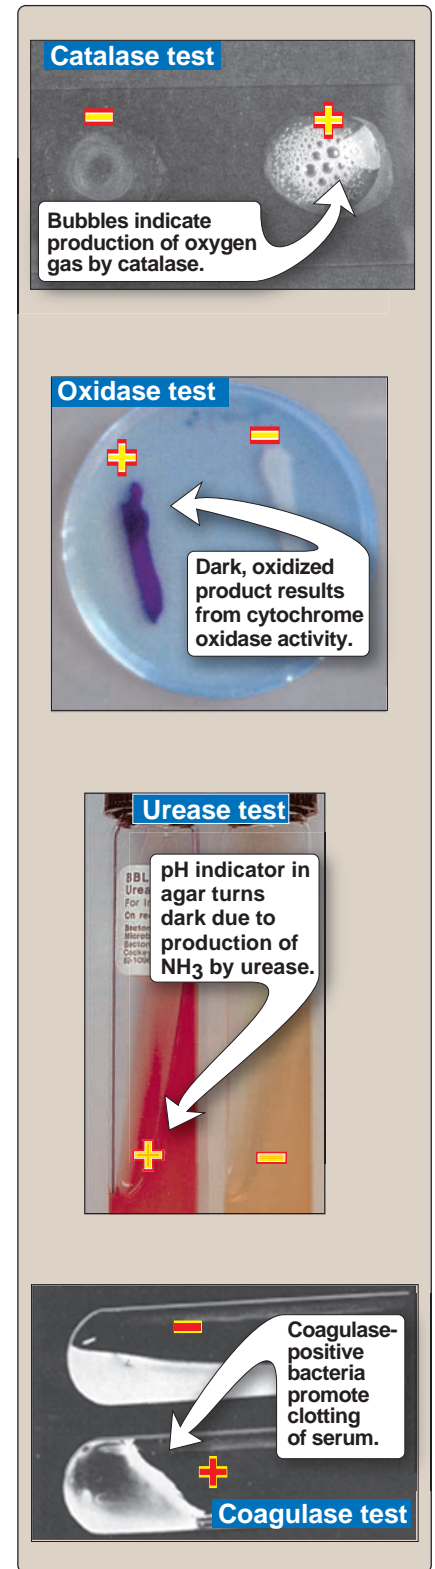 Catalase test
Bubbles indicate
production of oxygen
gas by catalase.
Oxidase test
Dark, oxidized
product results
from cytochrome
oxidase activity.
Urease test
BBL
Urea
pH indicator in
agar turns
dark due to
production of
NH3 by urease.
Coagulase-
positive
bacteria
promote
clotting
of serum.
Coagulase test